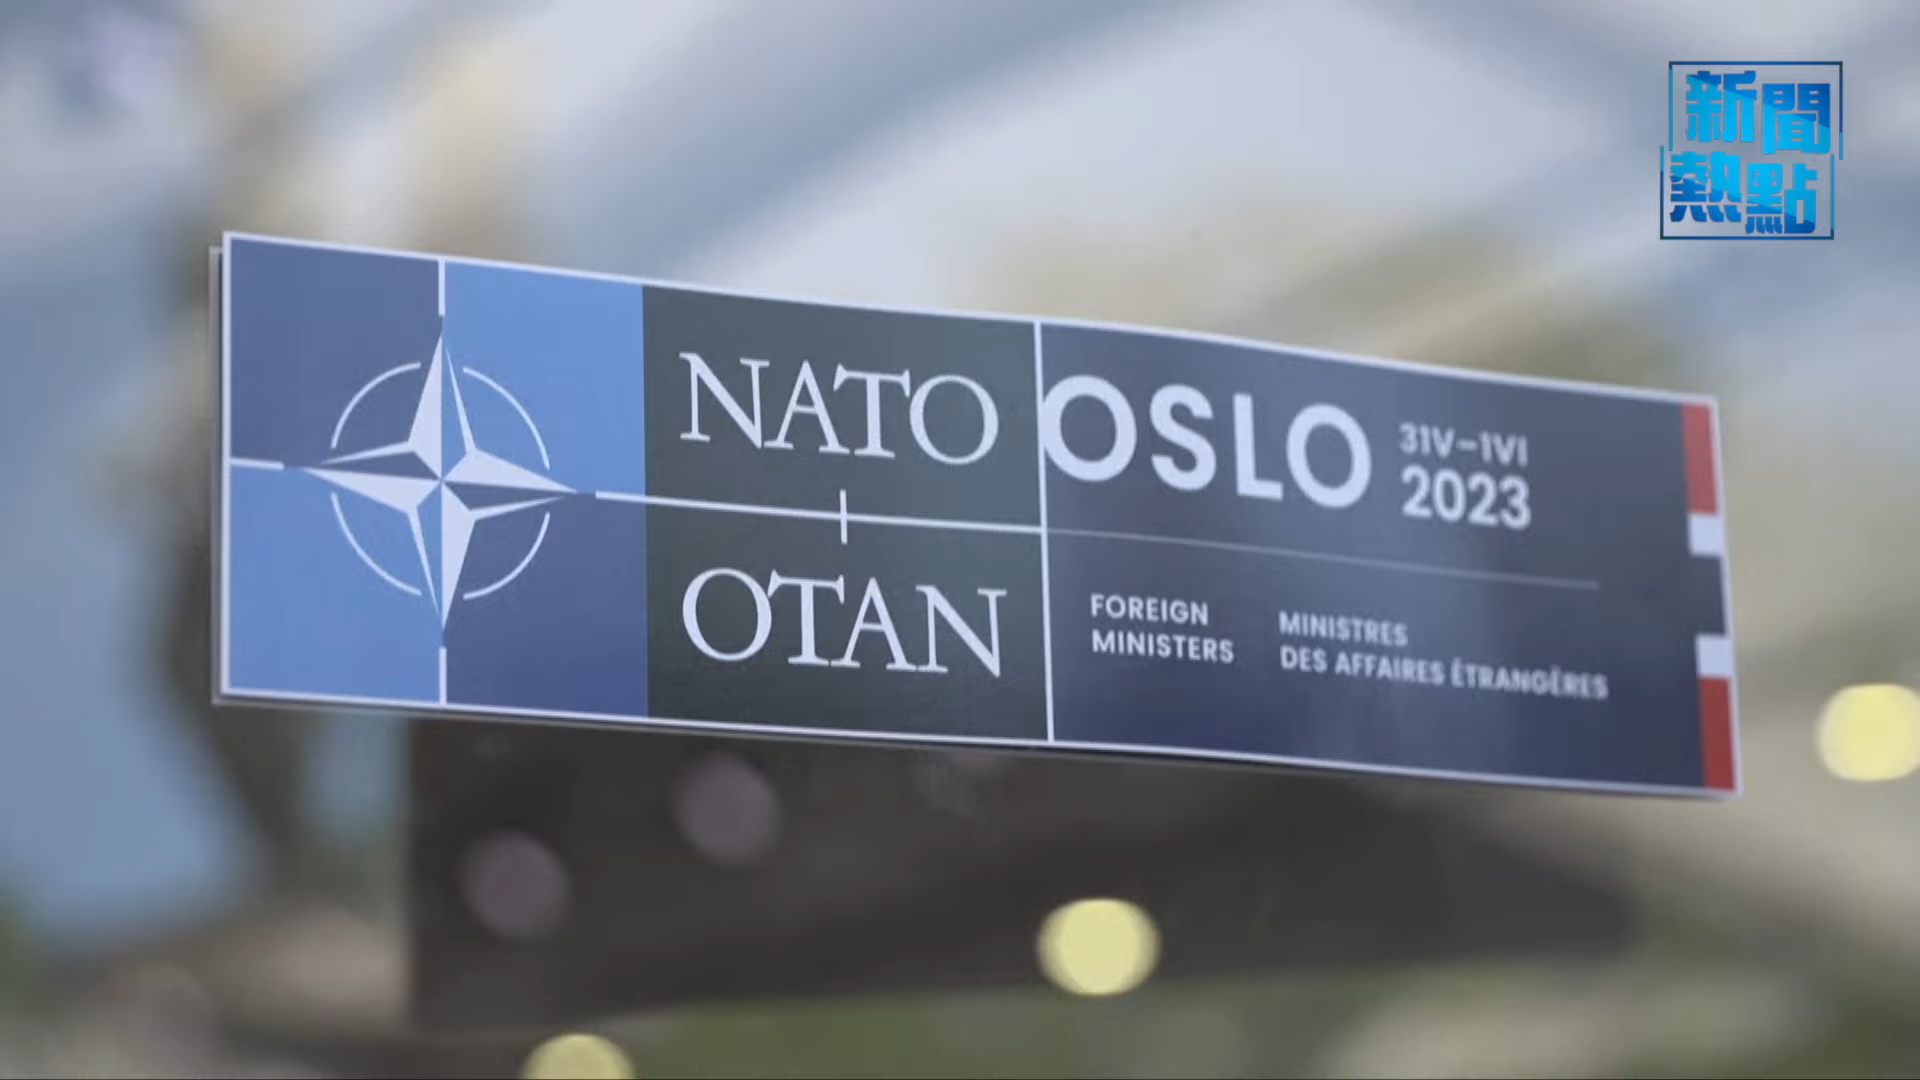 新聞
熱點
NATO
OTAN
OSLO
31V–1VI
2023
FOREIGN
MINISTERS
MINISTRES
DES AFFAIRES ÉTRANGÈRES